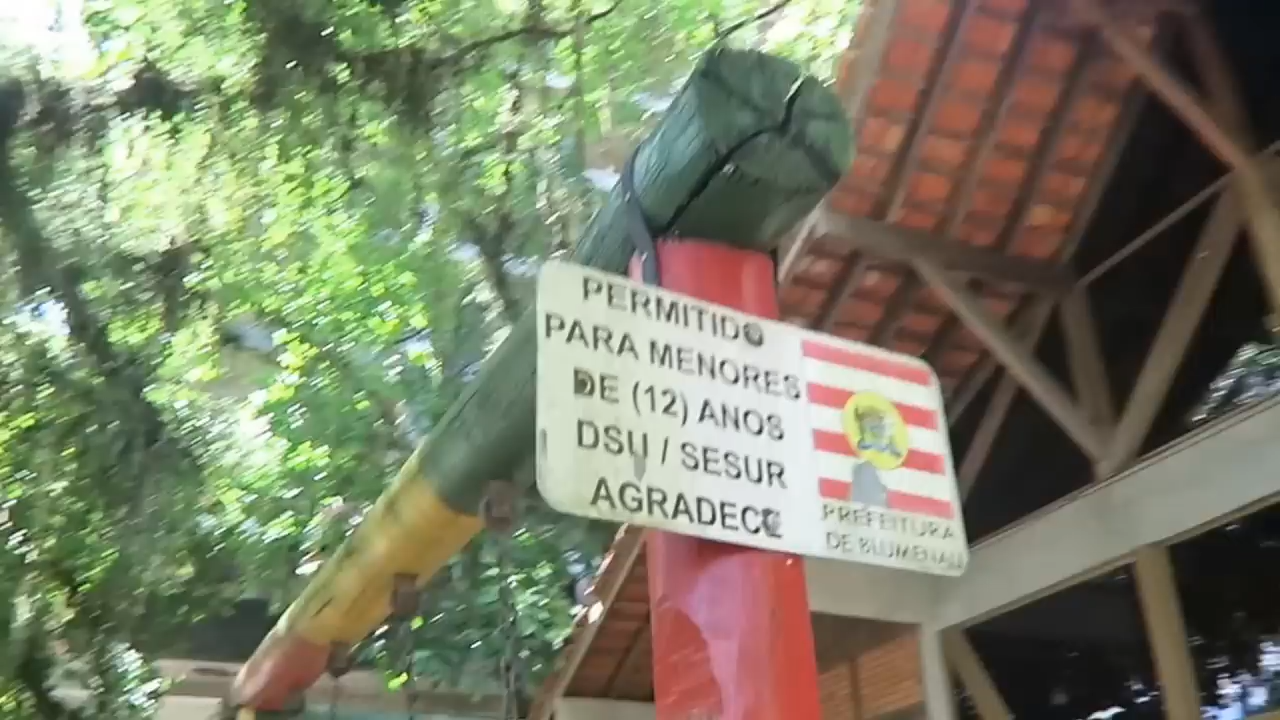 PERMITIDO
PARA MENORES
DE (12) ANOS
DSU / SESUR
AGRADECE
PREFEITURA
DE BLUMENAU